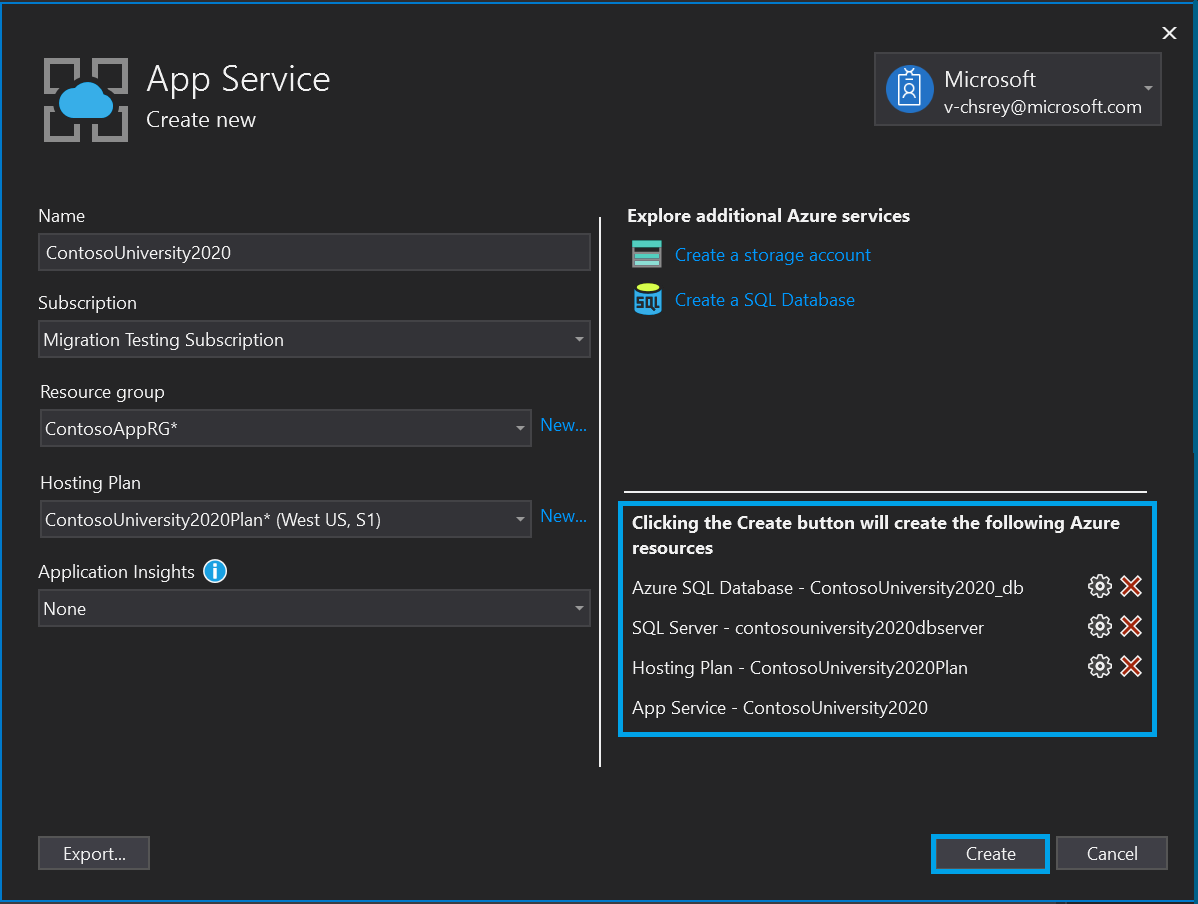 App Service
Create new
Microsoft
v-chsrey@microsoft.com
Name
ContosoUniversity2020
Subscription
Migration Testing Subscription
Resource group
ContosoAppRG*
New...
Hosting Plan
ContosoUniversity2020Plan* (West US, S1)
New...
Application Insights
None
Explore additional Azure services
Create a storage account
SQL
Create a SQL Database
Clicking the Create button will create the following Azure
resources
Azure SQL Database - ContosoUniversity2020_db
SQL Server - contosouniversity2020dbserver
Hosting Plan - ContosoUniversity2020Plan
App Service - ContosoUniversity2020
Export...
Create
Cancel